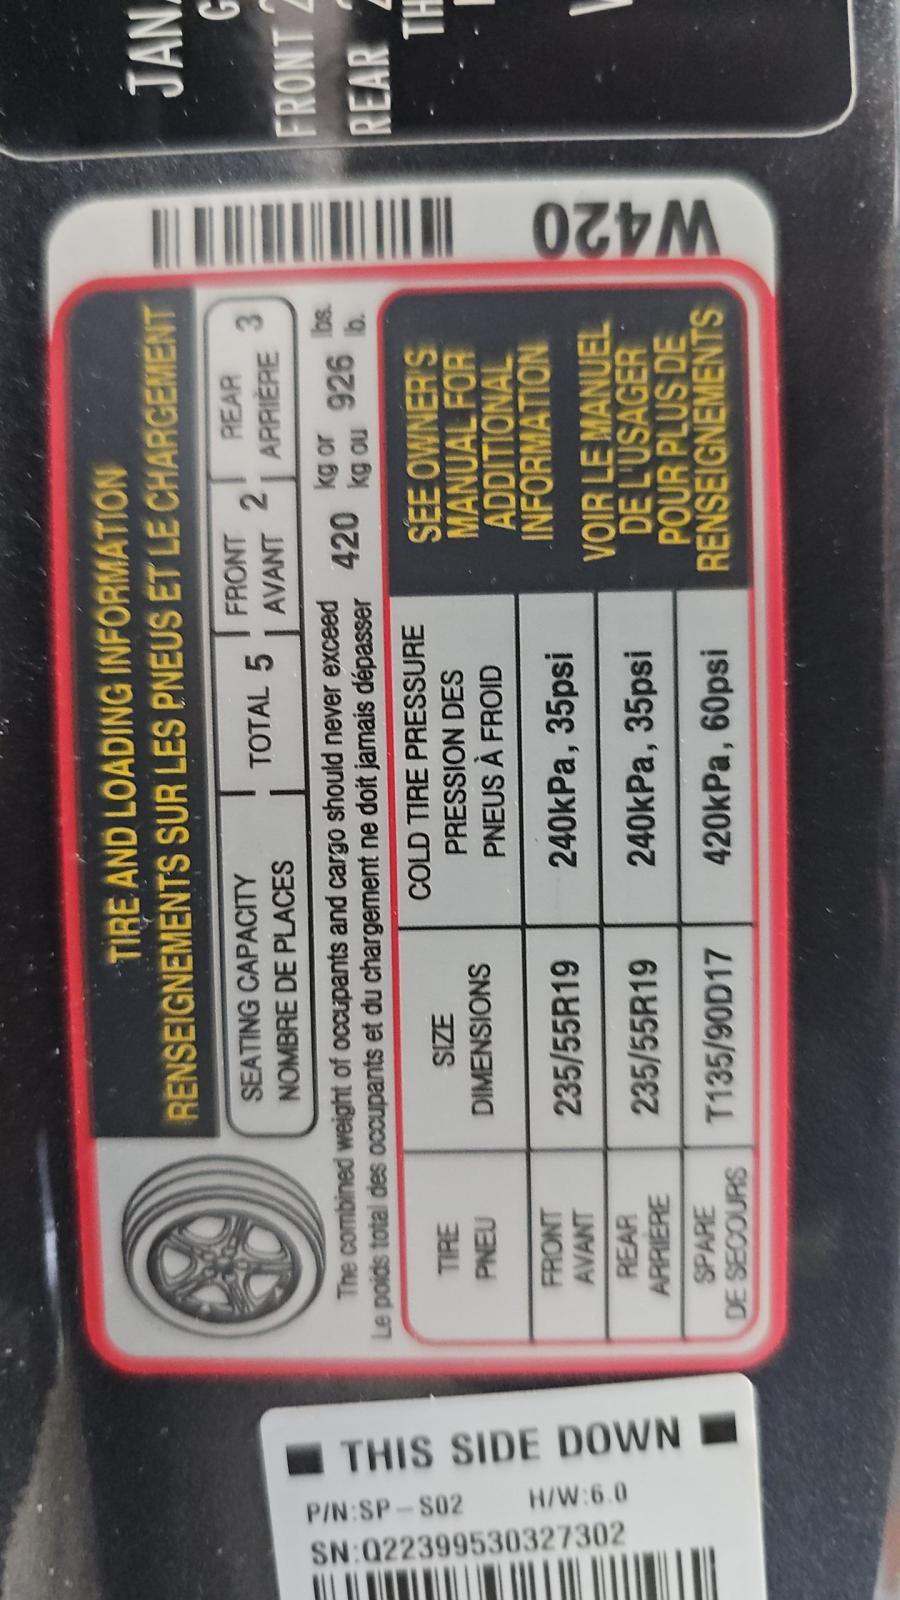 JAN
FRONT 2
REAR 2
TH
W420
TIRE AND LOADING INFORMATION
RENSEIGNEMENTS SUR LES PNEUS ET LE CHARGEMENT
SEATING CAPACITY TOTAL 5 FRONT 2 REAR 3
NOMBRE DE PLACES AVANT ARRIÈRE
The combined weight of occupants and cargo should never exceed 420 kg or 926 lbs.
Le poids total des occupants et du chargement ne doit jamais dépasser kg ou lb.
TIRE SIZE COLD TIRE PRESSURE
PNEU DIMENSIONS PRESSION DES
PNEUS À FROID
FRONT 235/55R19 240kPa, 35psi
AVANT
REAR 235/55R19 240kPa, 35psi
ARRIÈRE
SPARE T135/90D17 420kPa, 60psi
DE SECOURS
SEE OWNER'S
MANUAL FOR
ADDITIONAL
INFORMATION
VOIR LE MANUEL
DE L'USAGER
POUR PLUS DE
RENSEIGNEMENTS
THIS SIDE DOWN
P/N:SP-S02 H/W:6.0
SN:Q22399530327302